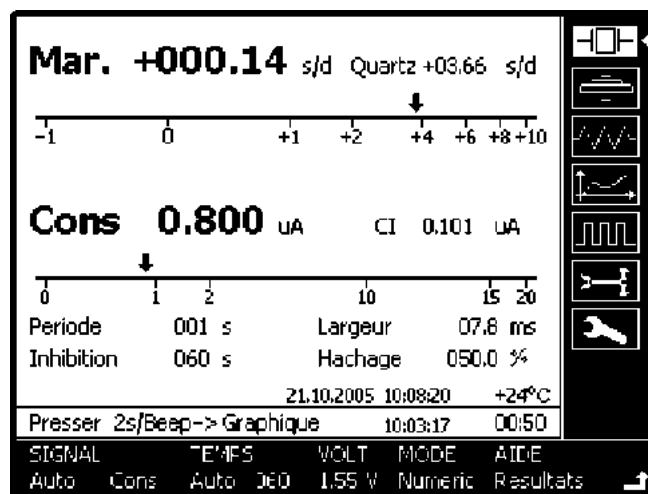 Mar. +000.14 s/d Quartz +03.66 s/d
-1 0 +1 +2 +4 +6 +8 +10
Cons 0.800 uA CI 0.101 uA
0 1 2 10 15 20
Periode 001 s Largeur 07.8 ms
Inhibition 060 s Hachage 050.0 %
21.10.2005 10:08:20 +24°C
Presser 2s/Beep-> Graphique 10:03:17 00:50
SIGNAL TEMPS VOLT MODE AIDE
Auto Cons Auto 060 1.55 V Numeric Resultats